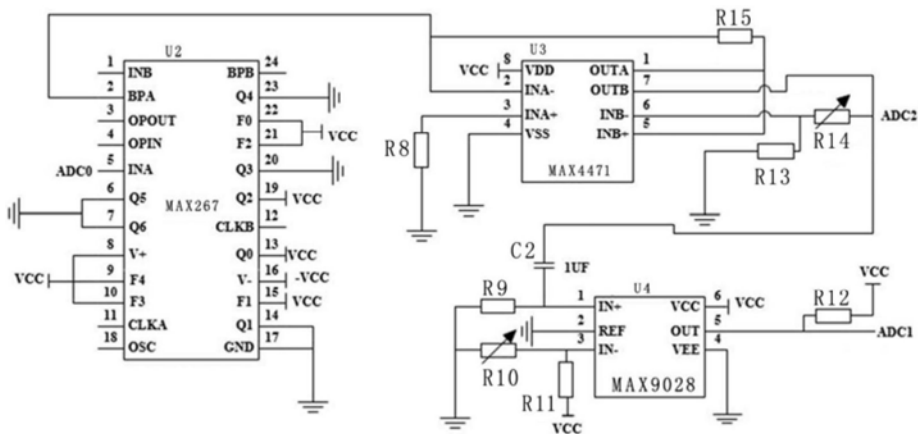 R15
U2
U3
1 INB BPB 24
2 BPA Q4 23
3 OPOUT F0 22
4 OPIN F2 21
VCC
ADC0 5 INA Q3 20
MAX267
6 Q5 Q2 19 VCC
7 Q6 CLKB 12
8 V+ Q0 13 VCC
VCC 9 F4 V- 16 -VCC
10 F3 F1 15 VCC
11 CLKA Q1 14
18 OSC GND 17
VCC 8 VDD OUTA 1
2 INA- OUTB 7
3 INA+ INB- 6
4 VSS INB+ 5
MAX4471
R8
R14
ADC2
R13
C2
1UF
U4
R9
1 IN+ VCC 6 VCC
2 REF OUT 5
3 IN- VEE 4
MAX9028
R10
R11
VCC
VCC
R12
ADC1